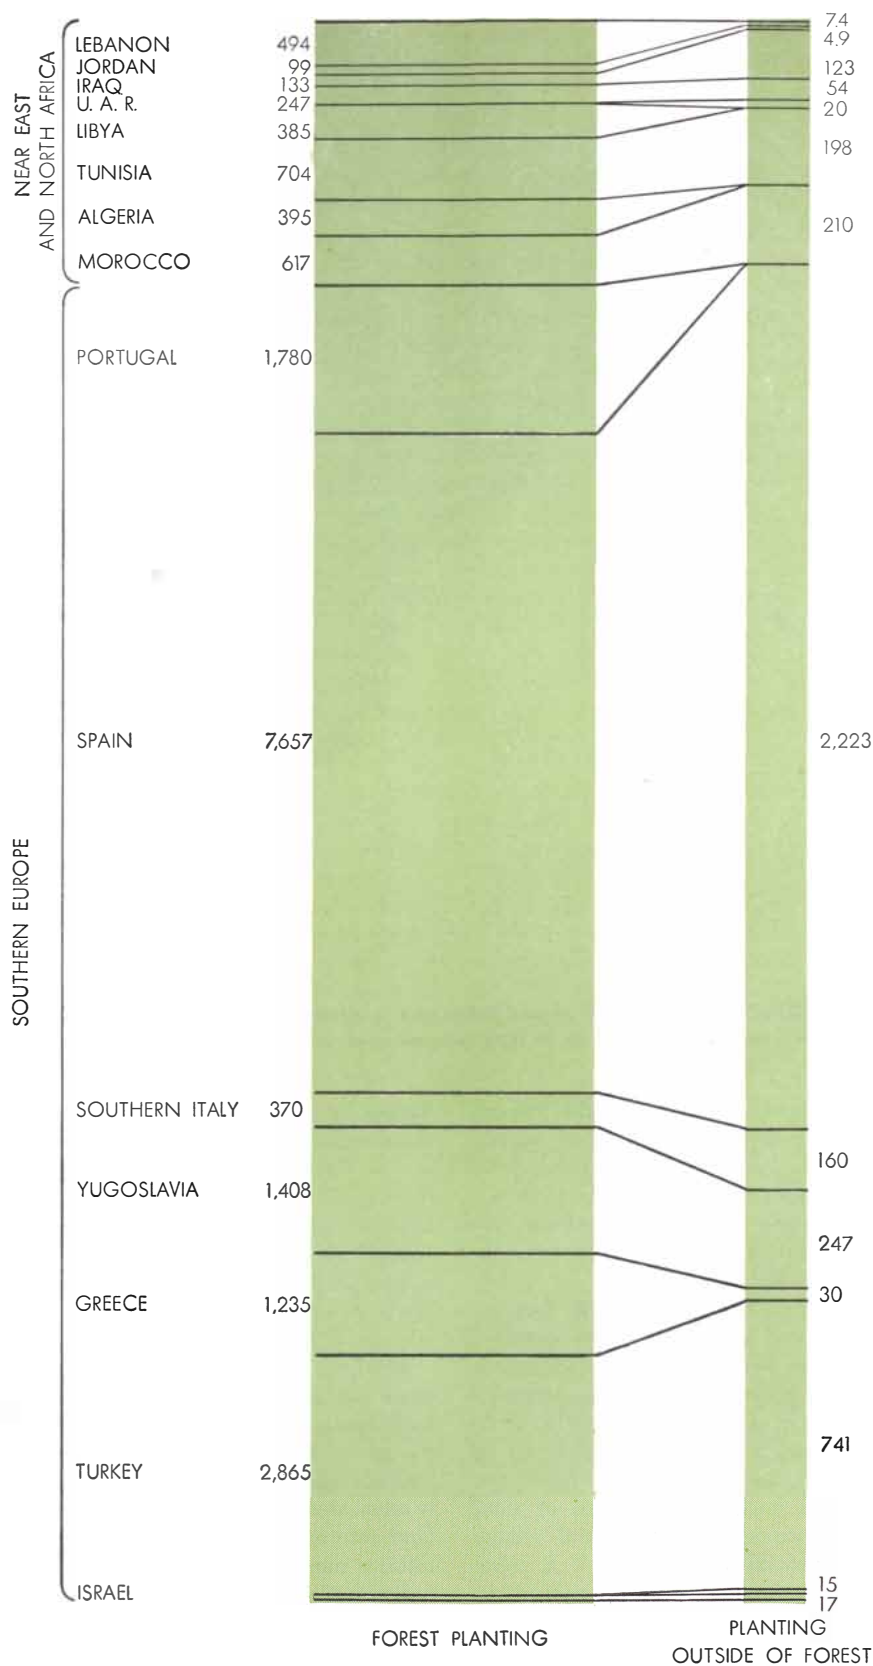 NEAR EAST
AND NORTH AFRICA
LEBANON 494 7.4
JORDAN 99 4.9
IRAQ 133 123
U. A. R. 247 54
LIBYA 385 20
TUNISIA 704 198
ALGERIA 395
MOROCCO 617 210
SOUTHERN EUROPE
PORTUGAL 1,780
SPAIN 7,657 2,223
SOUTHERN ITALY 370 160
YUGOSLAVIA 1,408 247
GREECE 1,235 30
TURKEY 2,865 741
ISRAEL 15
17
FOREST PLANTING
PLANTING
OUTSIDE OF FOREST